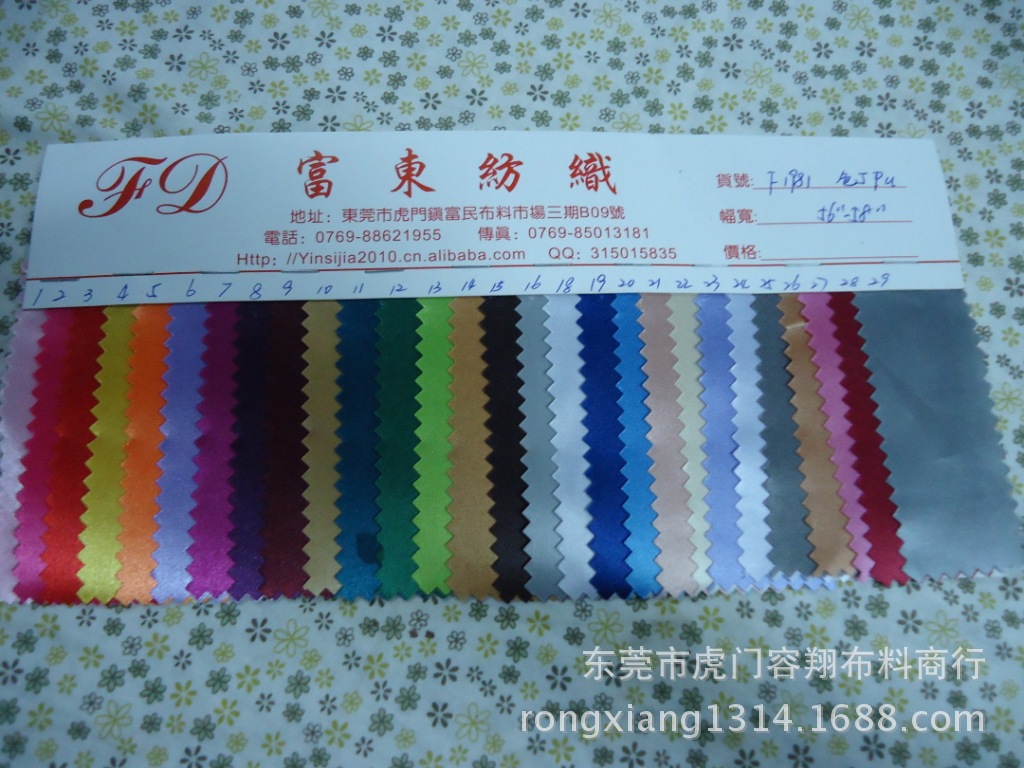 FD 富東紡織
地址：東莞市虎門鎮富民布料市場三期B09號
電話：0769-88621955 傳真：0769-85013181
Http：//Yinsijia2010.cn.alibaba.com QQ：315015835
貨號: F1981 色丁PU
幅寬: 56"-58"
價格:
1 2 3 4 5 6 7 8 9 10 11 12 13 14 15 16 18 19 20 21 22 23 24 25 26 27 28 29
东莞市虎门容翔布料商行
rongxiang1314.1688.com